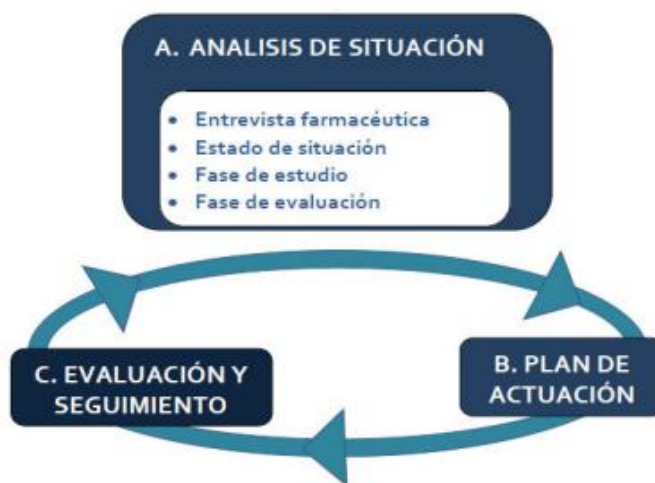 A. ANALISIS DE SITUACIÓN
• Entrevista farmacéutica
• Estado de situación
• Fase de estudio
• Fase de evaluación
C. EVALUACIÓN Y
SEGUIMIENTO
B. PLAN DE
ACTUACIÓN